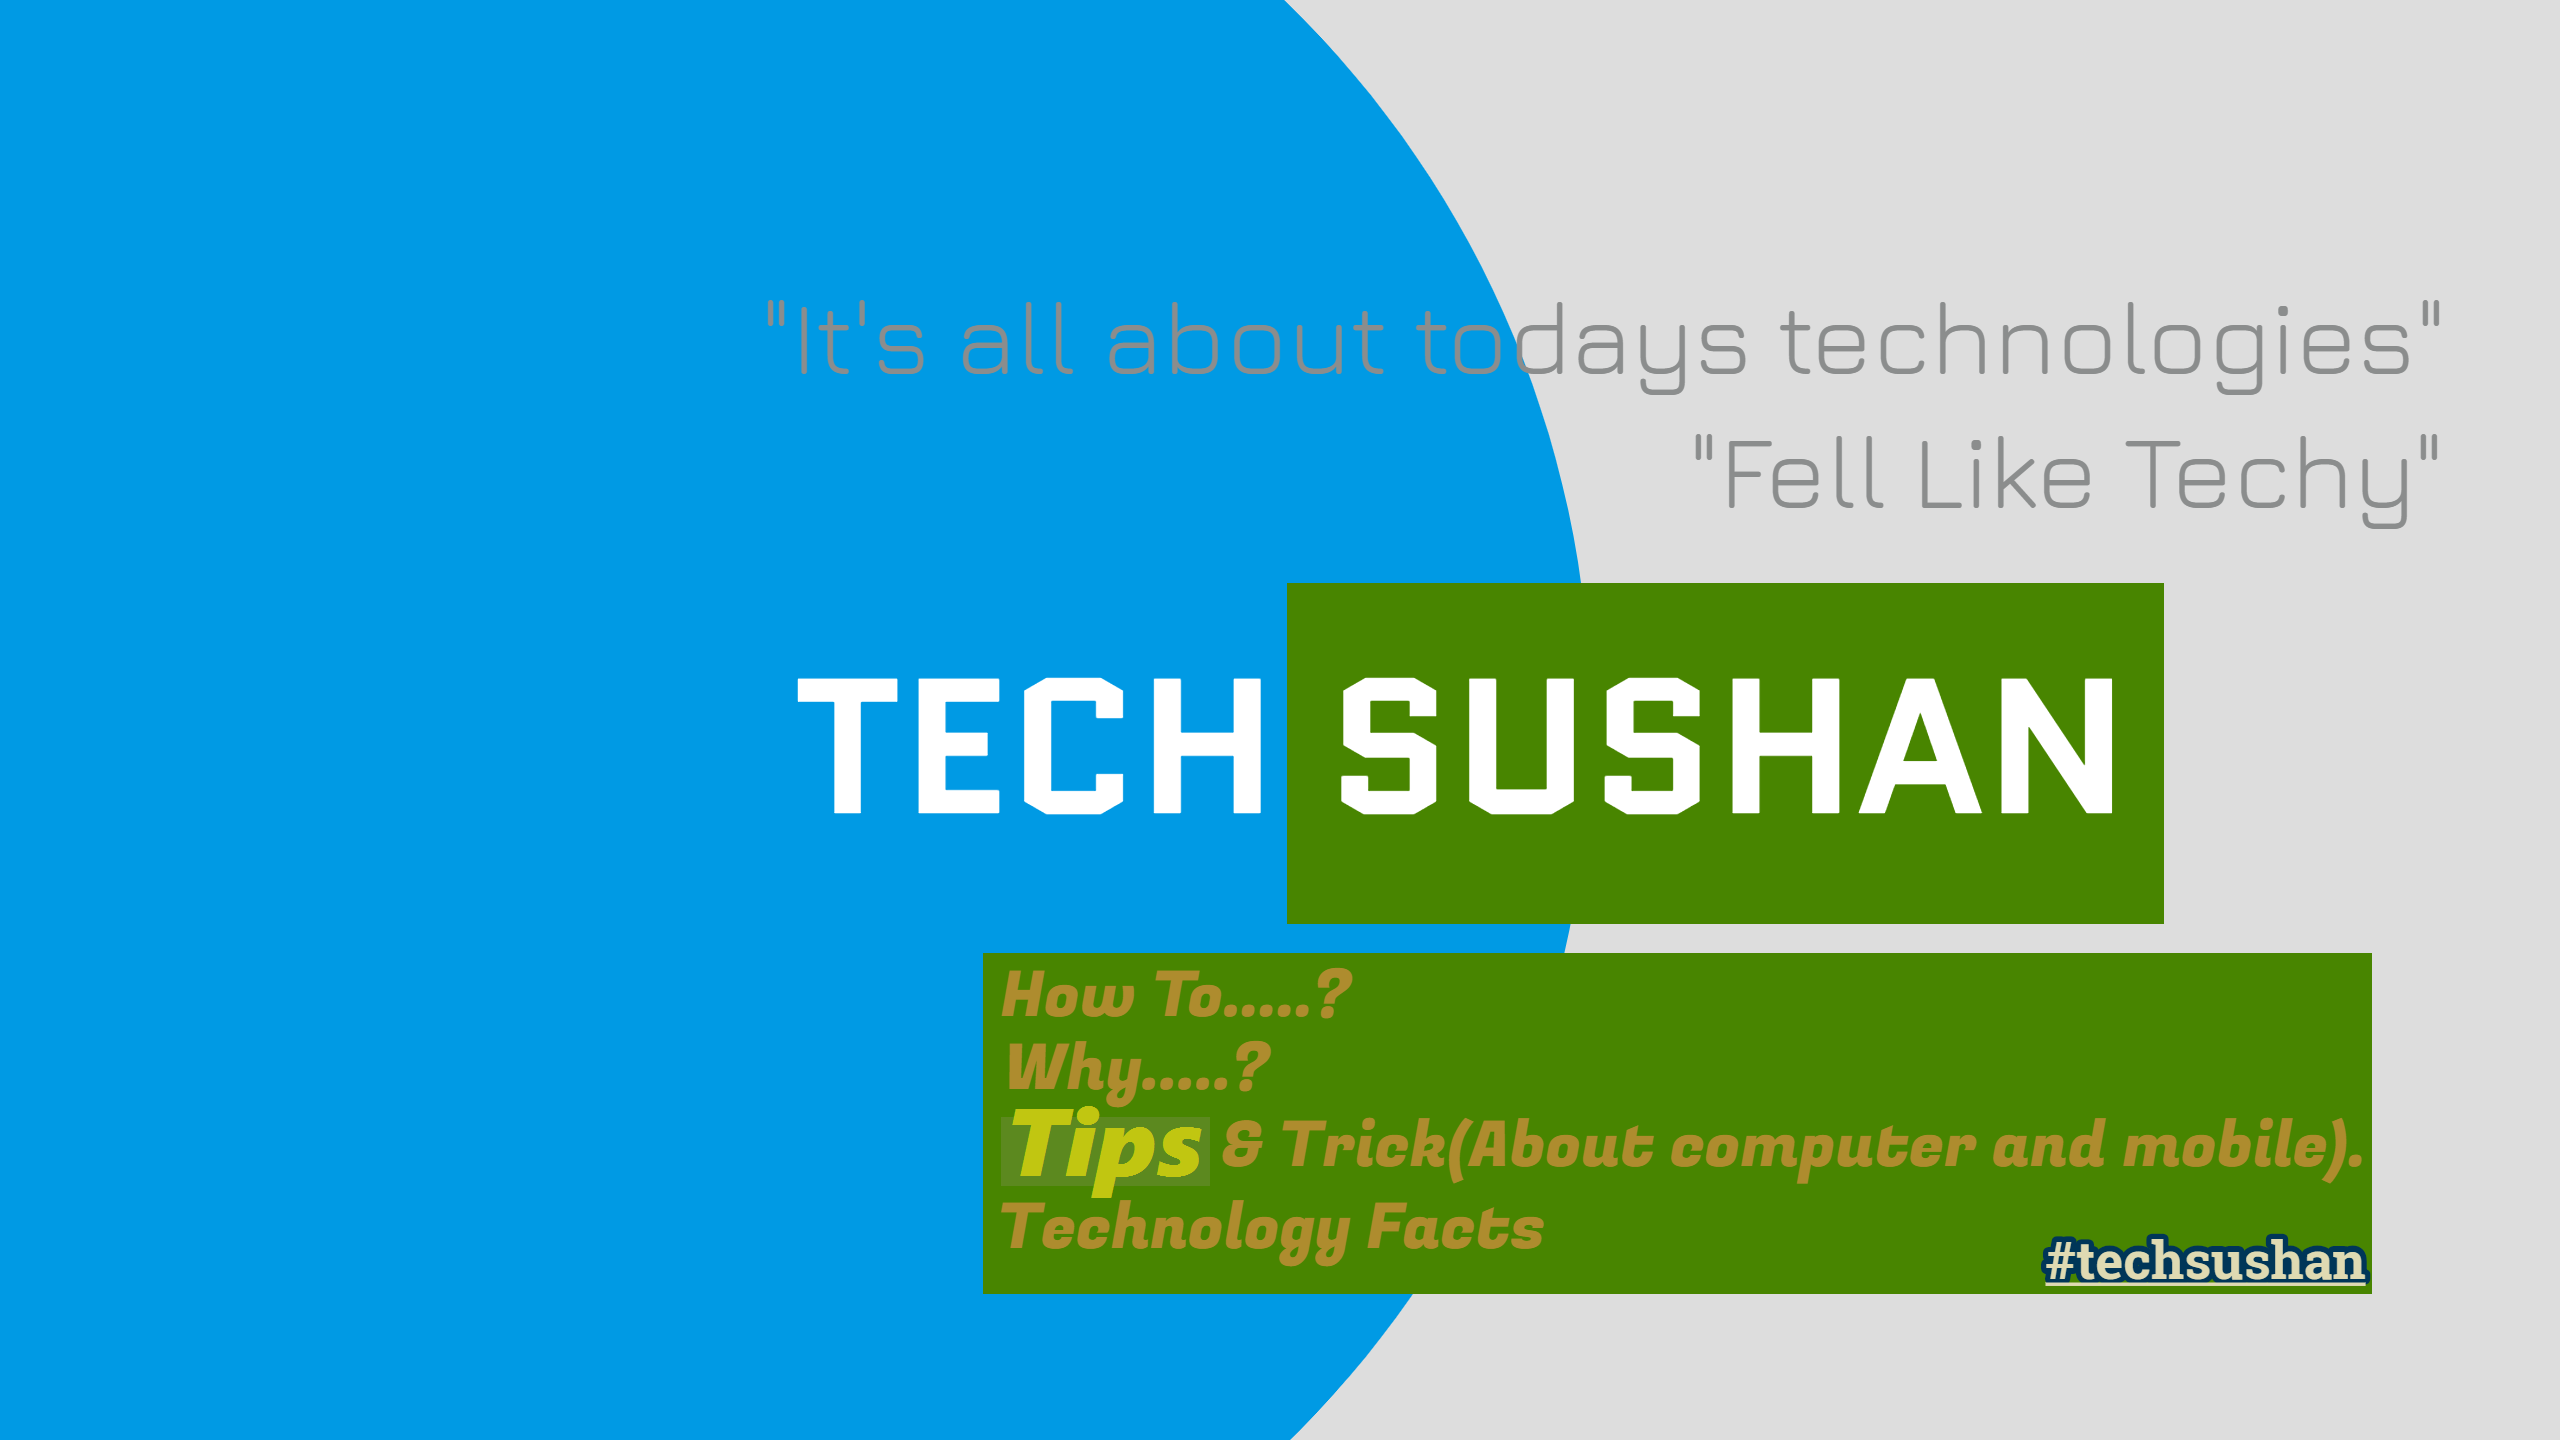 "It's all about todays technologies"
"Fell Like Techy"
TECH SUSHAN
How To.....?
Why.....?
Tips & Trick(About computer and mobile).
Technology Facts
#techsushan